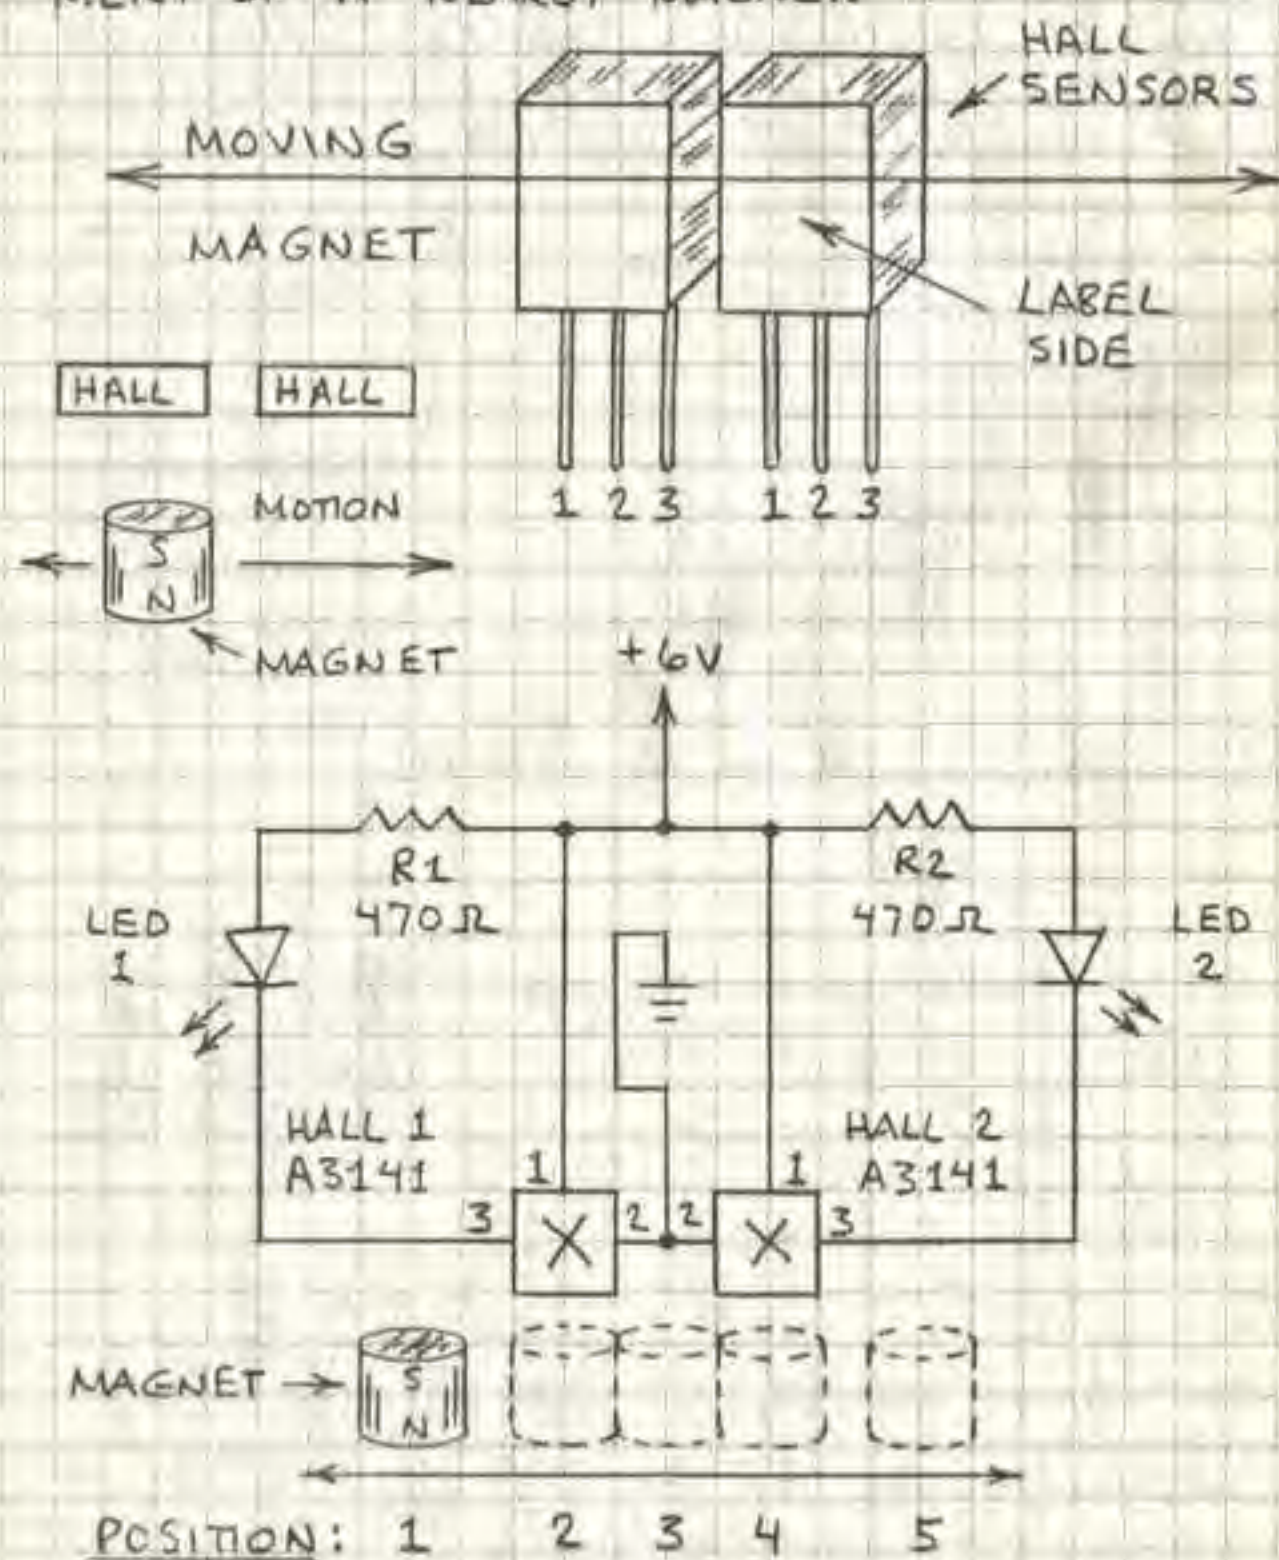 HALL
SENSORS
MOVING
MAGNET
LABEL
SIDE
HALL HALL
1 2 3 1 2 3
MOTION
S
N
MAGNET
+6V
R1
470Ω
R2
470Ω
LED
1
LED
2
HALL 1
A3141
HALL 2
A3141
1
1
3
2 2
3
MAGNET
S
N
POSITION: 1 2 3 4 5